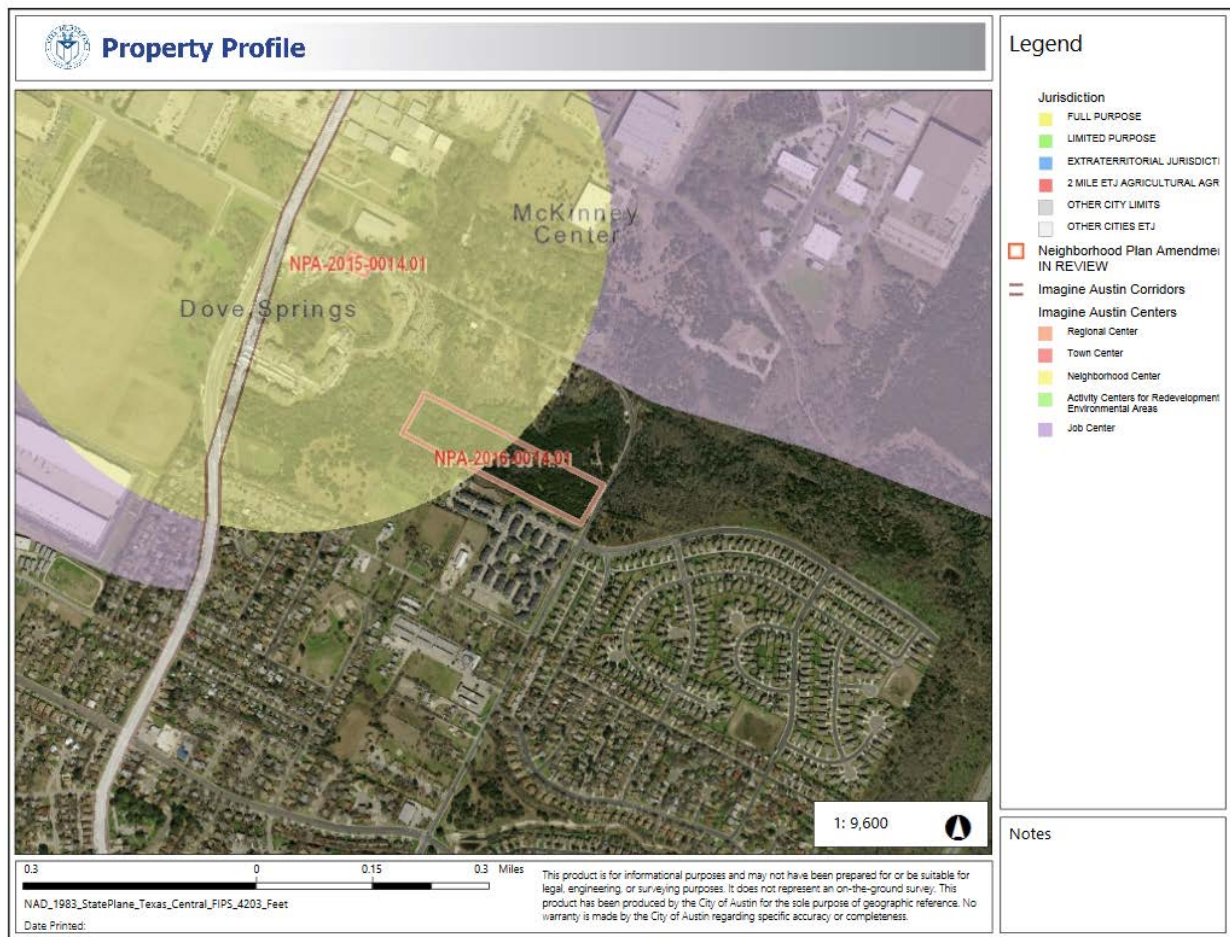 Property Profile
NPA-2015-0014.01
Dove Springs
McKinney
Center
NPA-2016-0014.01
1: 9,600
Legend
Jurisdiction
FULL PURPOSE
LIMITED PURPOSE
EXTRATERRITORIAL JURISDICTI
2 MILE ETJ AGRICULTURAL AGR
OTHER CITY LIMITS
OTHER CITIES ETJ
Neighborhood Plan Amendme
IN REVIEW
Imagine Austin Corridors
Imagine Austin Centers
Regional Center
Town Center
Neighborhood Center
Activity Centers for Redevelopment
Environmental Areas
Job Center
Notes
0.3 0 0.15 0.3 Miles
NAD_1983_StatePlane_Texas_Central_FIPS_4203_Feet
Date Printed:
This product is for informational purposes and may not have been prepared for or be suitable for
legal, engineering, or surveying purposes. It does not represent an on-the-ground survey. This
product has been produced by the City of Austin for the sole purpose of geographic reference. No
warranty is made by the City of Austin regarding specific accuracy or completeness.